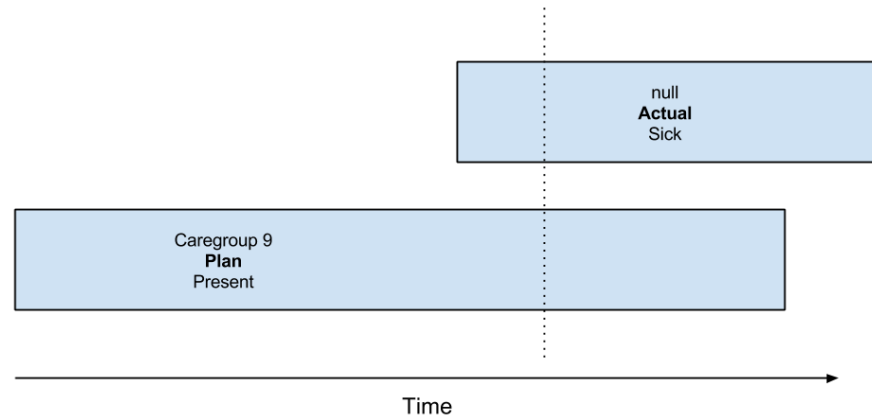 null
Actual
Sick
Caregroup 9
Plan
Present
Time